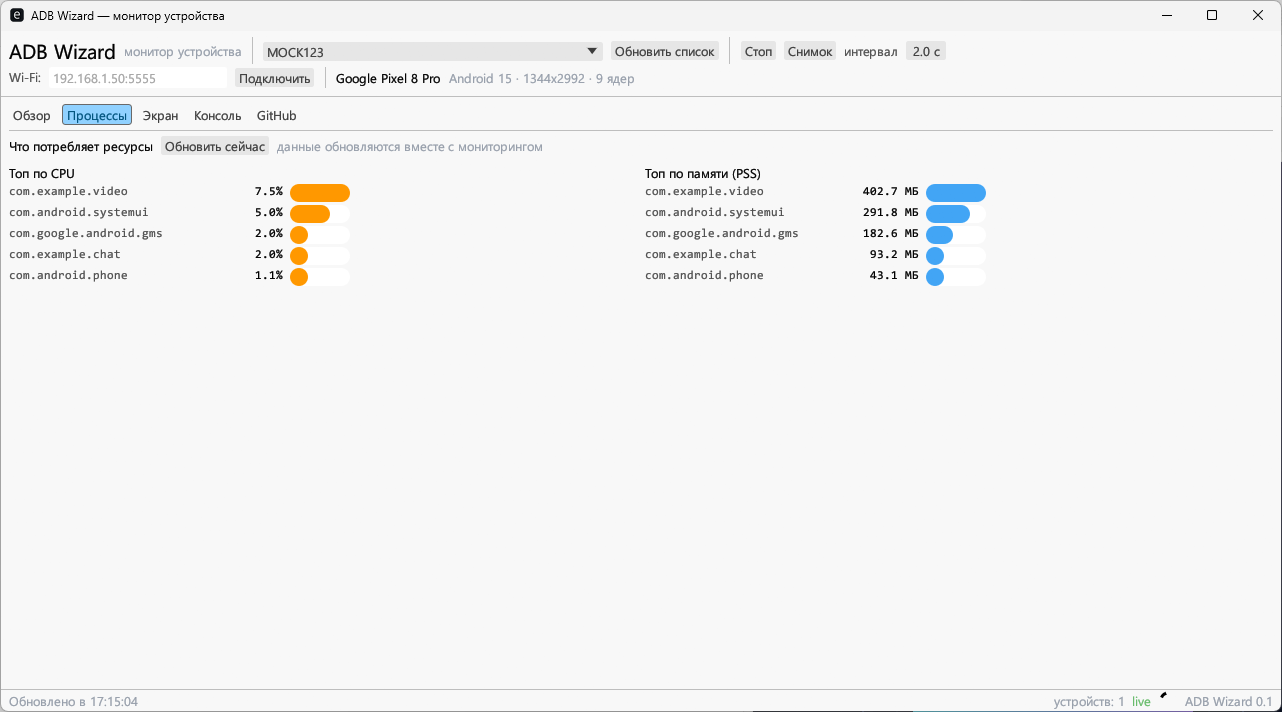 ADB Wizard — монитор устройства
ADB Wizard монитор устройства МОСК123 Обновить список Стоп Снимок интервал 2.0 с
Wi-Fi: 192.168.1.50:5555 Подключить Google Pixel 8 Pro Android 15 · 1344x2992 · 9 ядер
Обзор Процессы Экран Консоль GitHub
Что потребляет ресурсы Обновить сейчас данные обновляются вместе с мониторингом
Топ по CPU
com.example.video 7.5%
com.android.systemui 5.0%
com.google.android.gms 2.0%
com.example.chat 2.0%
com.android.phone 1.1%
Топ по памяти (PSS)
com.example.video 402.7 МБ
com.android.systemui 291.8 МБ
com.google.android.gms 182.6 МБ
com.example.chat 93.2 МБ
com.android.phone 43.1 МБ
Обновлено в 17:15:04 устройств: 1 live ADB Wizard 0.1